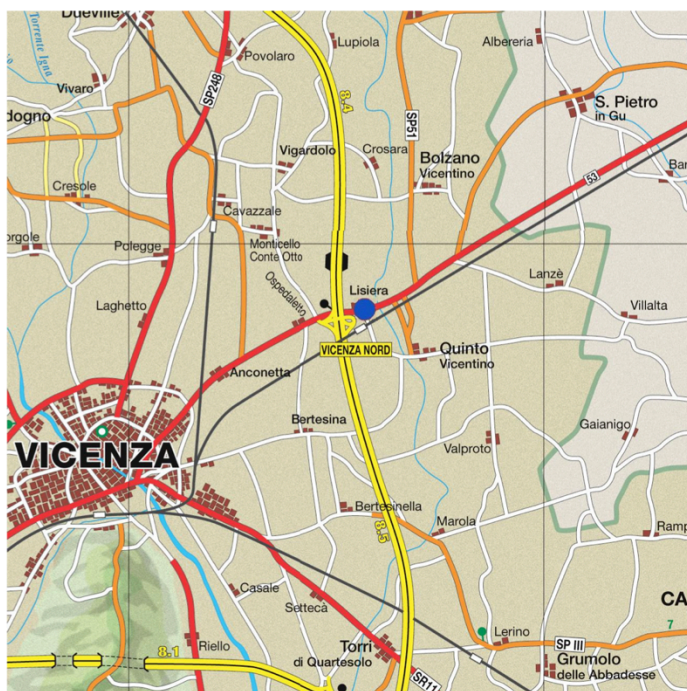 DUEVILLE
Torrente Igna
Povolaro
Lupiola
Albereria
Vivaro
SP248
8.4
S. Pietro
in Gu
dogno
SP51
Vigardolo
Crosara
Bolzano
Vicentino
53
Cresole
Cavazzale
orgole
Polegge
Monticello
Conte Otto
Ospedaletto
Lisiera
Lanzè
Laghetto
Villalta
VICENZA NORD
Quinto
Vicentino
Anconetta
Bertesina
Gaianigo
VICENZA
Valproto
Bertesinella
8.5
Marola
Casale
Settecà
CA
7
Lerino
8.1
Riello
Torri
di Quartesolo
SP III
SR11
Grumolo
delle Abbadesse